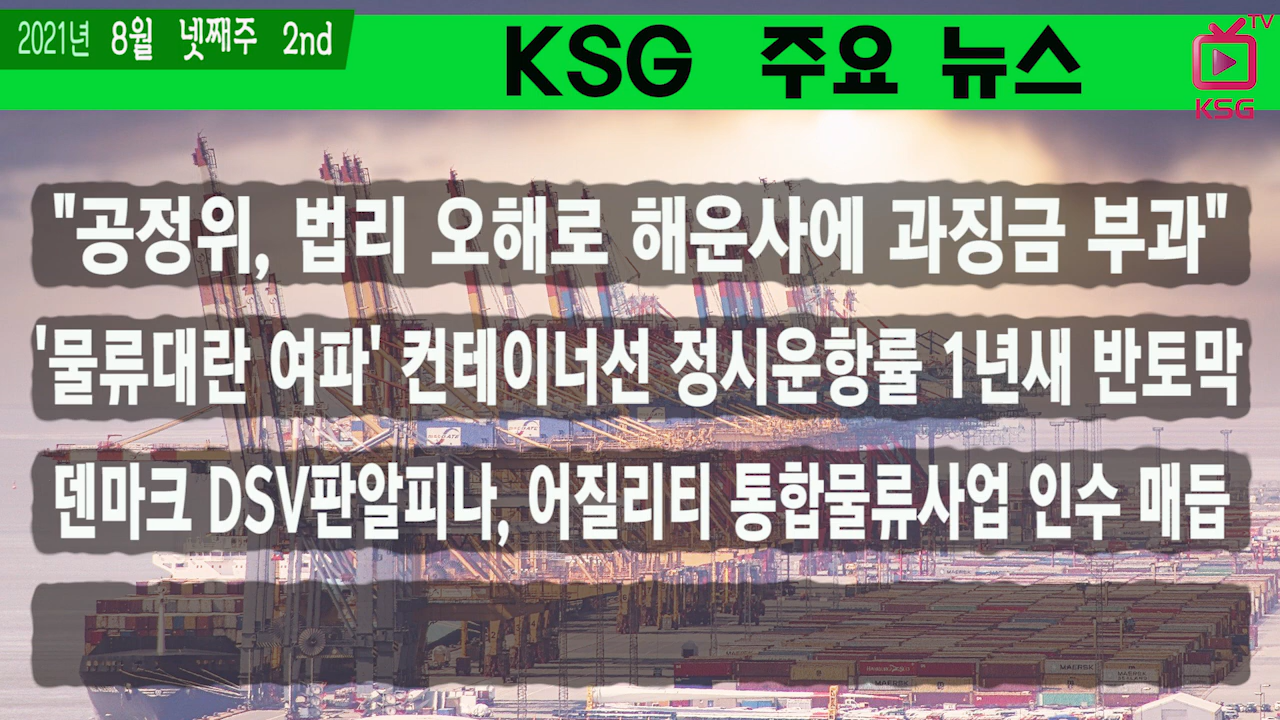 2021년 8월 넷째주 2nd
KSG 주요 뉴스
TV
KSG
"공정위, 법리 오해로 해운사에 과징금 부과"
'물류대란 여파' 컨테이너선 정시운항률 1년새 반토막
덴마크 DSV판알피나, 어질리티 통합물류사업 인수 매듭
MAERSK
MAERSK